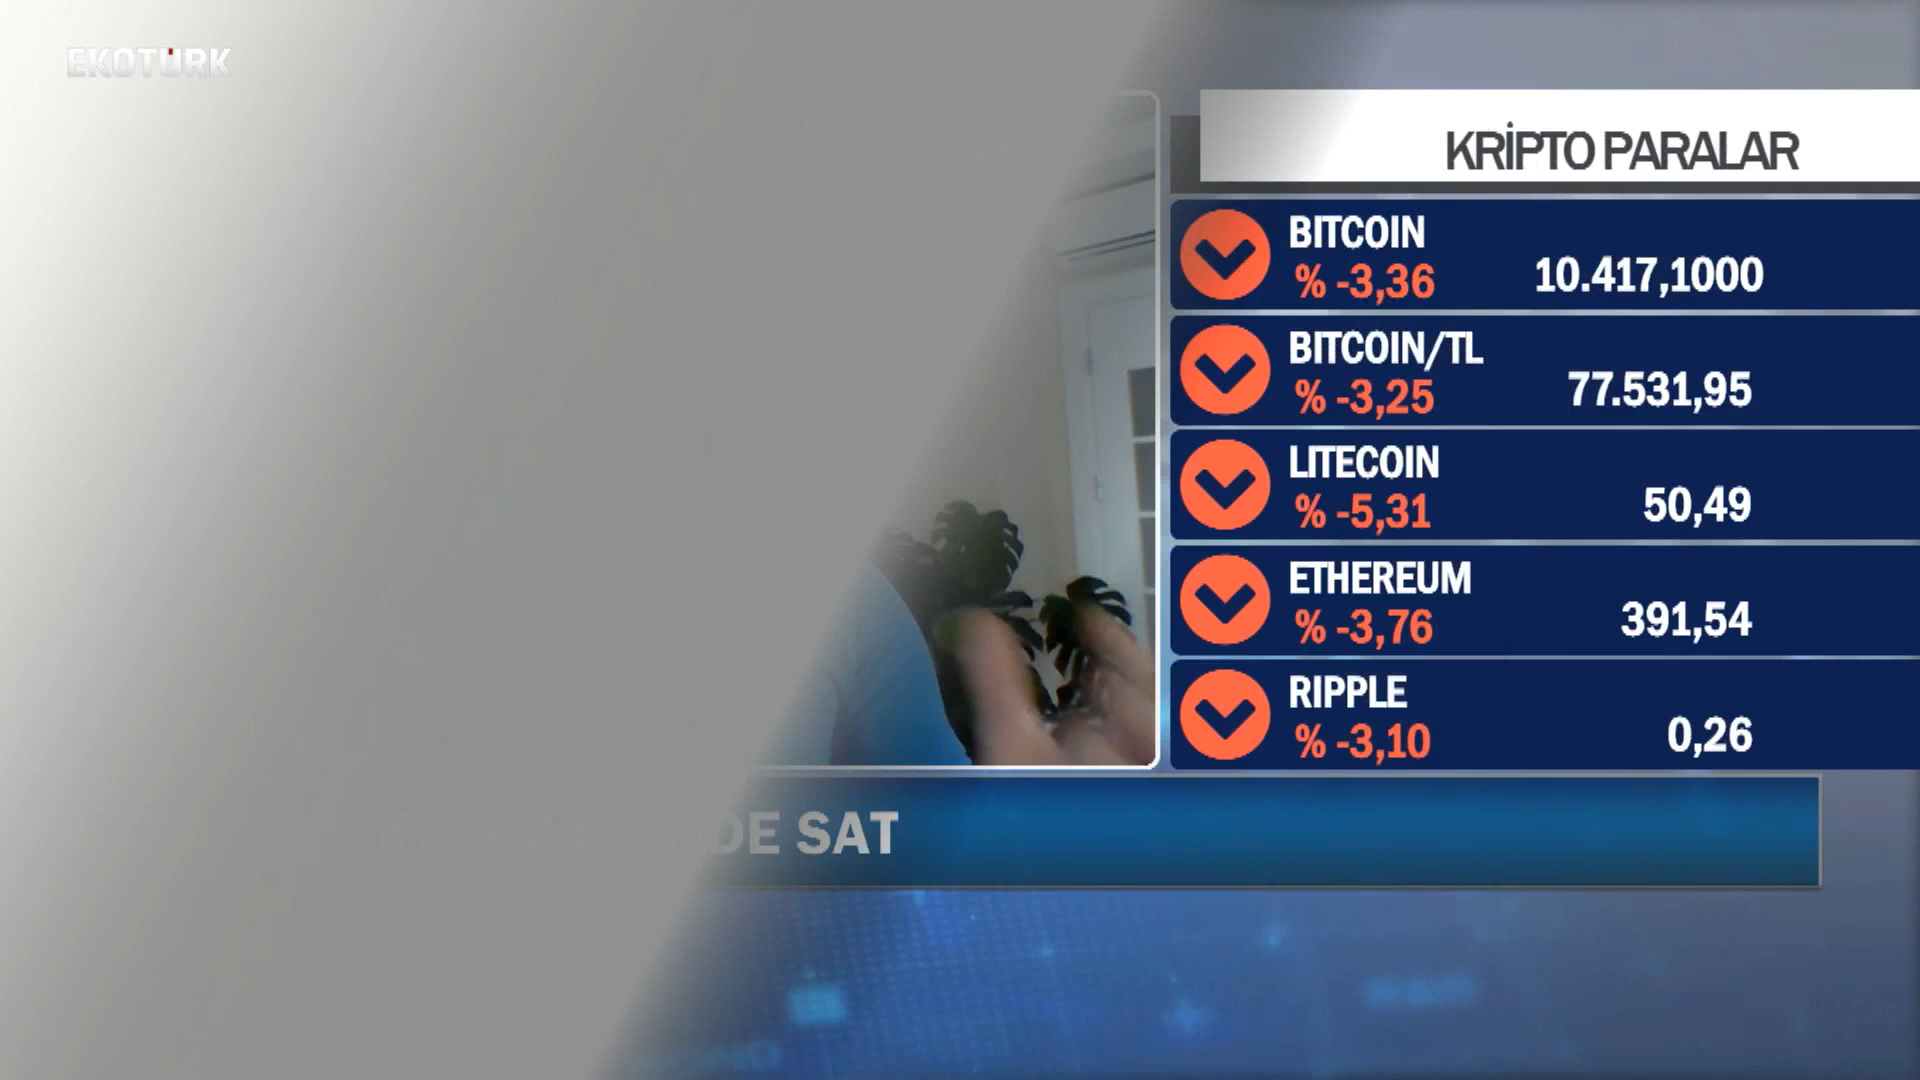 EKOTÜRK
KRİPTO PARALAR
BITCOIN
% -3,36
10.417,1000
BITCOIN/TL
% -3,25
77.531,95
LITECOIN
% -5,31
50,49
ETHEREUM
% -3,76
391,54
RIPPLE
% -3,10
0,26
DE SAT